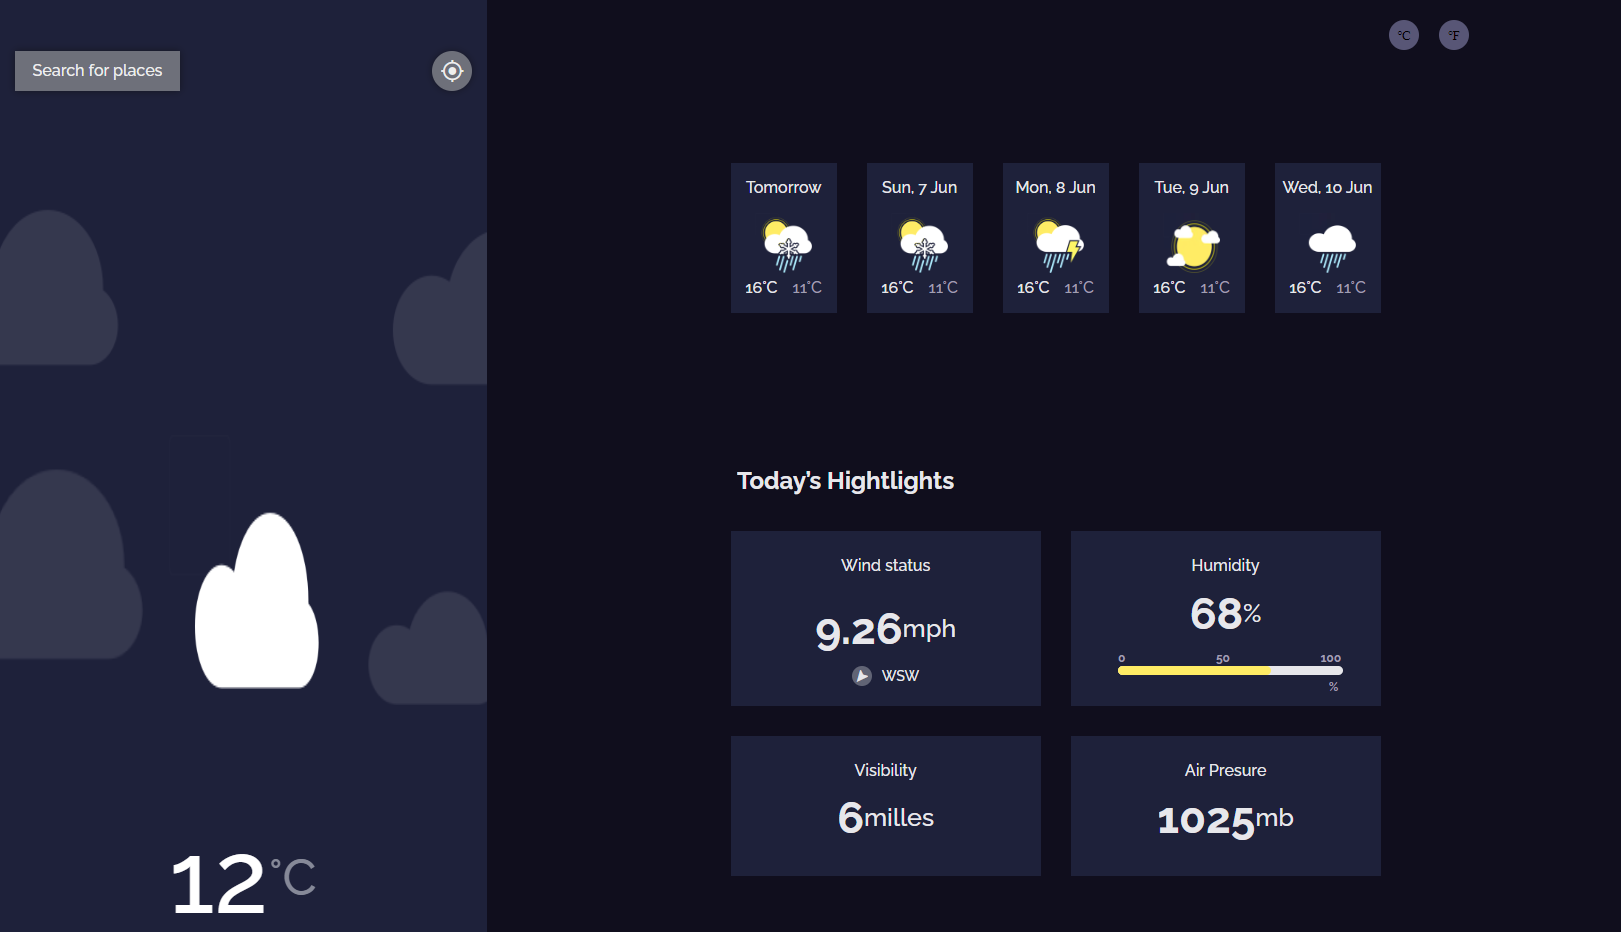 Search for places
12°C
°C °F
Tomorrow
16°C 11°C
Sun, 7 Jun
16°C 11°C
Mon, 8 Jun
16°C 11°C
Tue, 9 Jun
16°C 11°C
Wed, 10 Jun
16°C 11°C
Today's Hightlights
Wind status
9.26mph
WSW
Humidity
68%
0 50 100
%
Visibility
6milles
Air Presure
1025mb